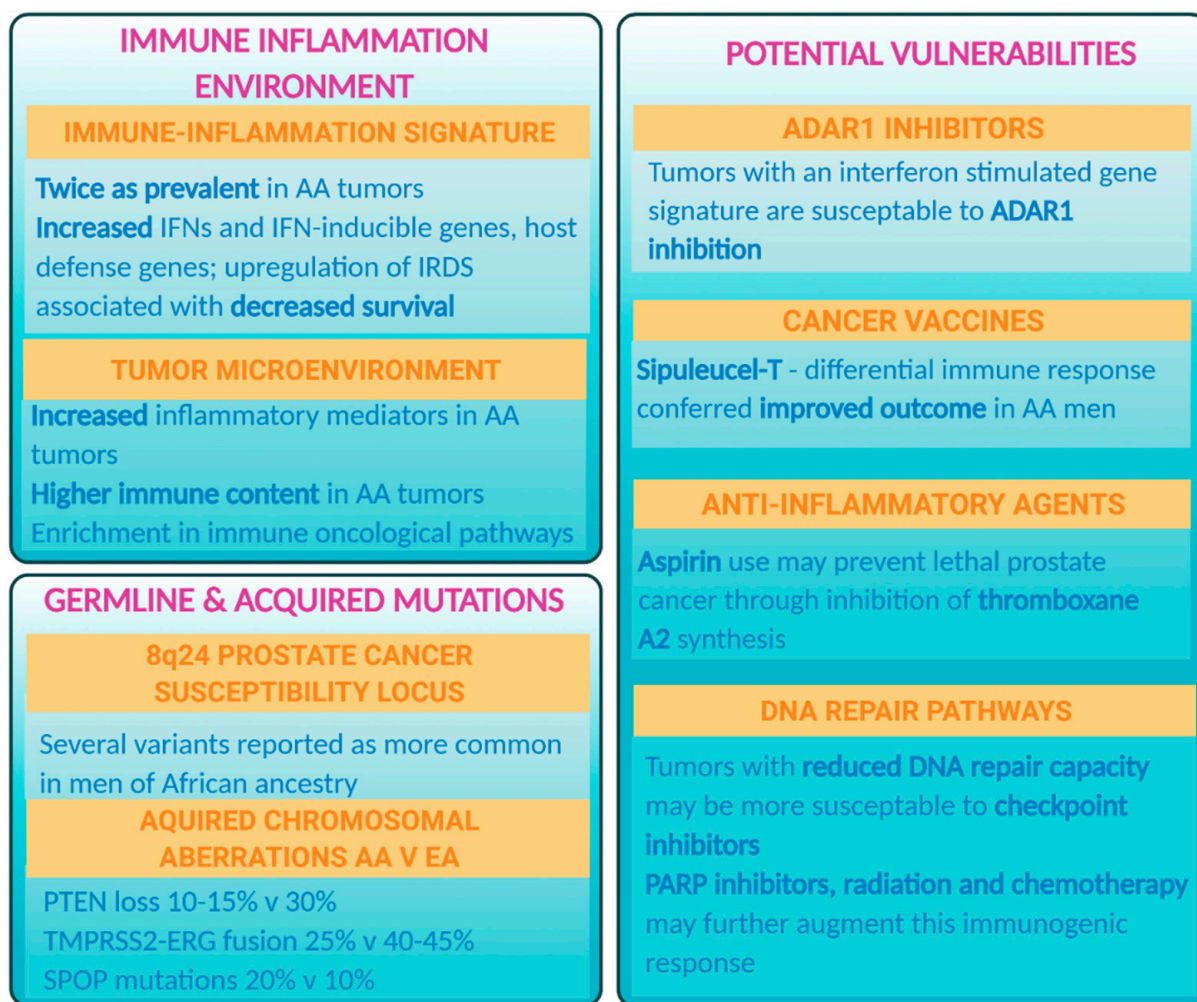 IMMUNE INFLAMMATION
ENVIRONMENT
IMMUNE-INFLAMMATION SIGNATURE
Twice as prevalent in AA tumors
Increased IFNs and IFN-inducible genes, host
defense genes; upregulation of IRDS
associated with decreased survival
TUMOR MICROENVIRONMENT
Increased inflammatory mediators in AA
tumors
Higher immune content in AA tumors
Enrichment in immune oncological pathways
GERMLINE & ACQUIRED MUTATIONS
8q24 PROSTATE CANCER
SUSCEPTIBILITY LOCUS
Several variants reported as more common
in men of African ancestry
AQUIRED CHROMOSOMAL
ABERRATIONS AA V EA
PTEN loss 10-15% v 30%
TMPRSS2-ERG fusion 25% v 40-45%
SPOP mutations 20% v 10%
POTENTIAL VULNERABILITIES
ADAR1 INHIBITORS
Tumors with an interferon stimulated gene
signature are susceptable to ADAR1
inhibition
CANCER VACCINES
Sipuleucel-T - differential immune response
conferred improved outcome in AA men
ANTI-INFLAMMATORY AGENTS
Aspirin use may prevent lethal prostate
cancer through inhibition of thromboxane
A2 synthesis
DNA REPAIR PATHWAYS
Tumors with reduced DNA repair capacity
may be more susceptable to checkpoint
inhibitors
PARP inhibitors, radiation and chemotherapy
may further augment this immunogenic
response